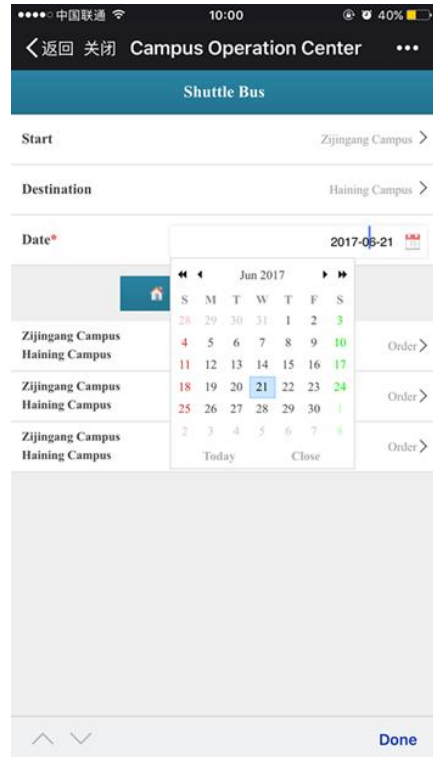 中国联通 10:00 40%
返回 关闭 Campus Operation Center
Shuttle Bus
Start Zijingang Campus
Destination Haining Campus
Date* 2017-06-21
Jun 2017
S M T W T F S
28 29 30 31 1 2 3
4 5 6 7 8 9 10
11 12 13 14 15 16 17
18 19 20 21 22 23 24
25 26 27 28 29 30 1
2 3 4 5 6 7 8
Today Close
Zijingang Campus
Haining Campus
Order
Zijingang Campus
Haining Campus
Order
Zijingang Campus
Haining Campus
Order
Done